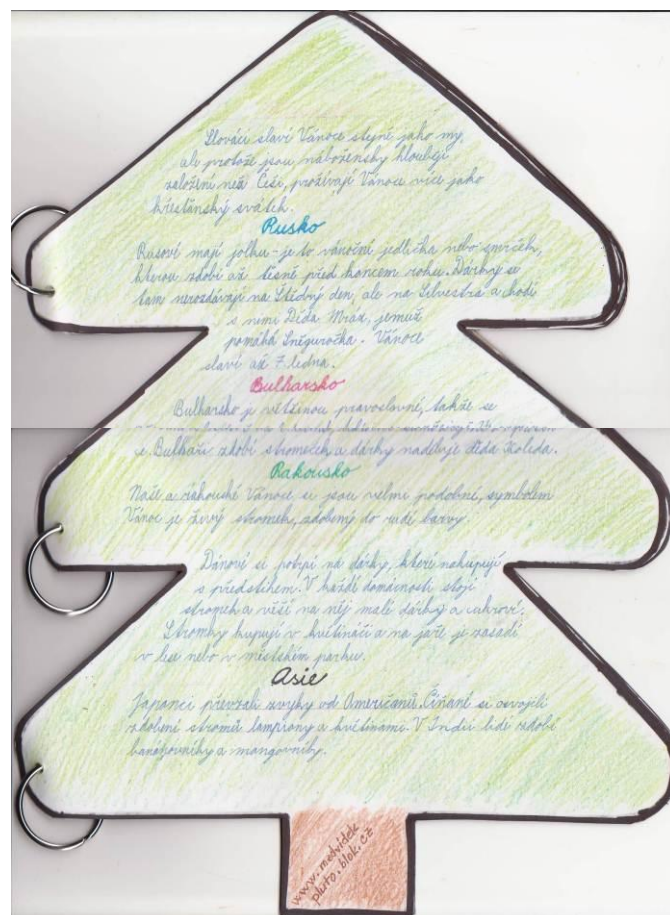 Slováci slaví Vánoce stejně jako my,
ale protože jsou nábožensky hlouběji
založení než Češi, prožívají Vánoce více jako
křesťanský svátek.
Rusko
Rusové mají jolku - je to vánoční jedlička nebo smrček,
kterou zdobí až těsně před koncem roku. Dárky se
tam nerozdávají na Štědrý den, ale na Silvestra a chodí
s nimi Děda Mráz, jemuž
pomáhá Sněguročka. Vánoce
slaví až 7. ledna.
Bulharsko
Bulharsko je většinou pravoslavné, takže se
se. Bulhaři zdobí stromeček a dárky naděluje děda Koleda.
Rakousko
Naše a rakouské Vánoce si jsou velmi podobné, symbolem
Vánoc je živý stromek, zdobený do rudé barvy.
Dánové si potrpí na dárky, které nakupují
s předstihem. V každé domácnosti stojí
stromek a věší na něj malé dárky a cukroví.
Stromky kupují v květináči a na jaře je zasadí
v lese nebo v městském parku.
Asie
Japonci převzali zvyky od Američanů. Číňané si osvojili
zdobení stromů lampiony a květinami. V Indii lidé zdobí
banánovníky a mangovníky.
www.medvidek
pluto.blok.cz